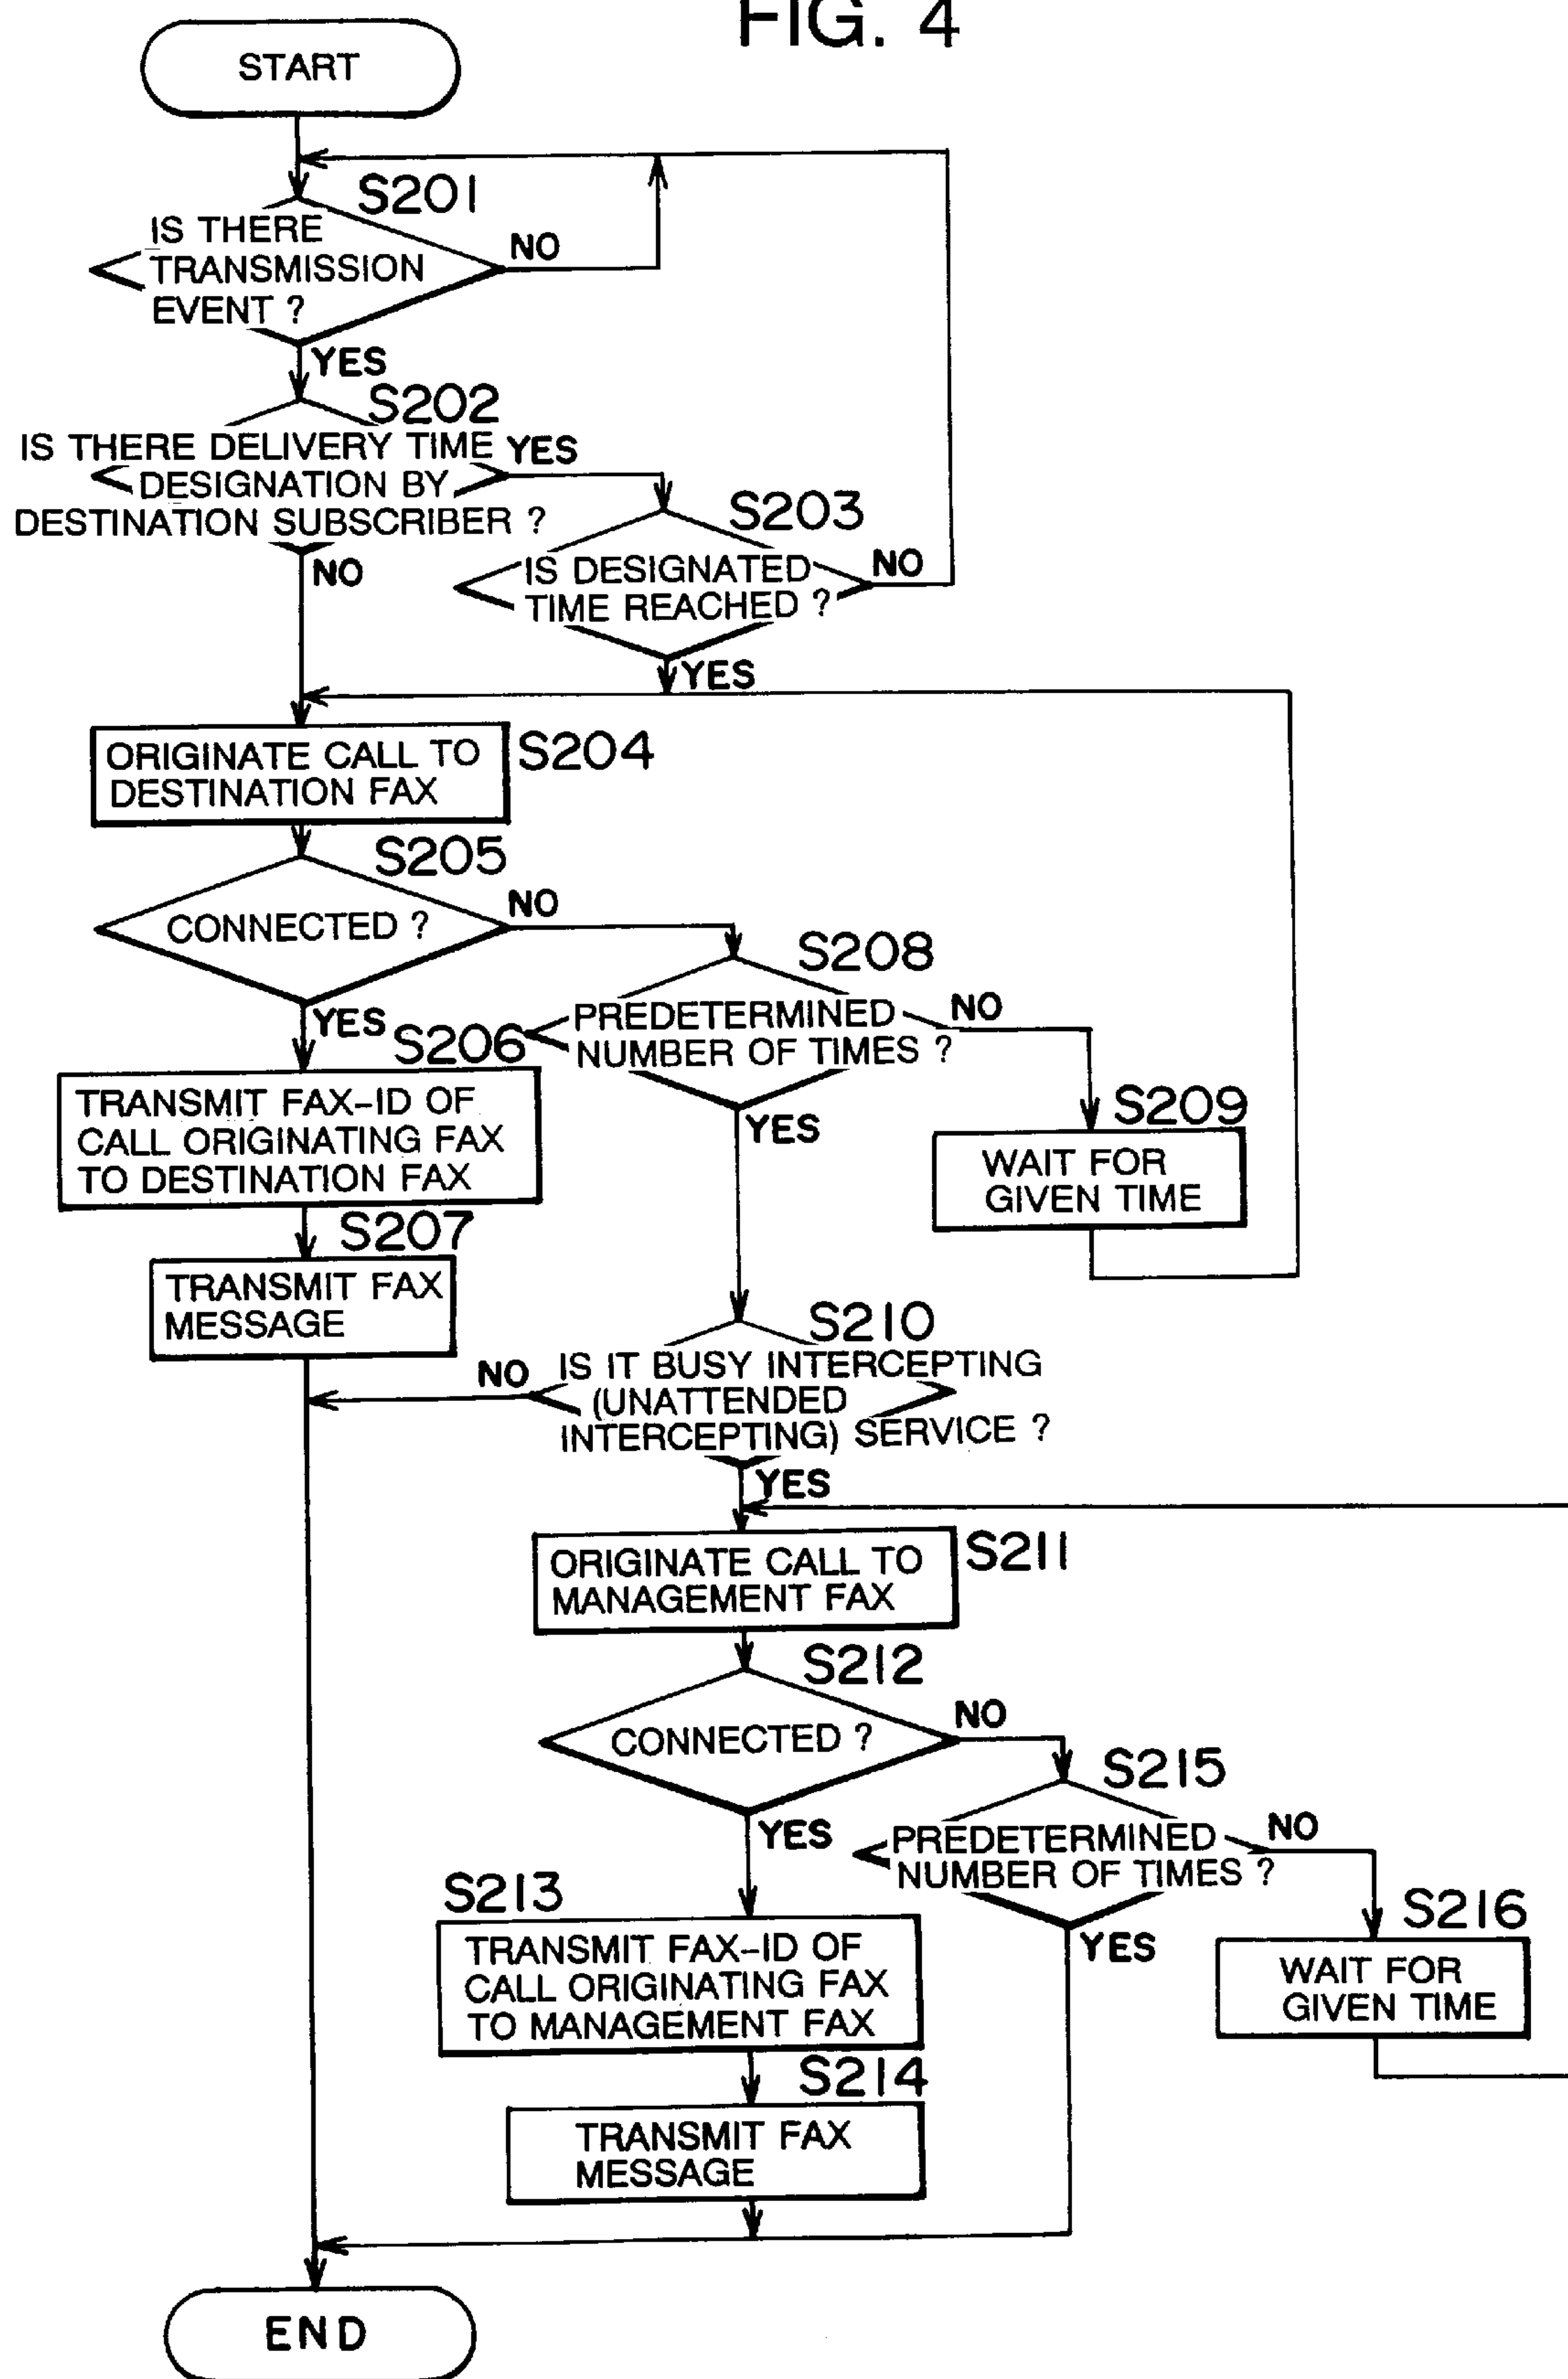 FIG. 4
START
S201
IS THERE
TRANSMISSION
EVENT ?
NO
YES
S202
IS THERE DELIVERY TIME
DESIGNATION BY
DESTINATION SUBSCRIBER ?
YES
NO
S203
IS DESIGNATED
TIME REACHED ?
NO
YES
ORIGINATE CALL TO
DESTINATION FAX
S204
S205
CONNECTED ?
NO
YES
S208
PREDETERMINED
NUMBER OF TIMES ?
NO
YES
S206
TRANSMIT FAX-ID OF
CALL ORIGINATING FAX
TO DESTINATION FAX
S209
WAIT FOR
GIVEN TIME
S207
TRANSMIT FAX
MESSAGE
S210
IS IT BUSY INTERCEPTING
(UNATTENDED
INTERCEPTING) SERVICE ?
NO
YES
ORIGINATE CALL TO
MANAGEMENT FAX
S211
S212
CONNECTED ?
NO
YES
S215
PREDETERMINED
NUMBER OF TIMES ?
NO
YES
S213
TRANSMIT FAX-ID OF
CALL ORIGINATING FAX
TO MANAGEMENT FAX
S216
WAIT FOR
GIVEN TIME
S214
TRANSMIT FAX
MESSAGE
END